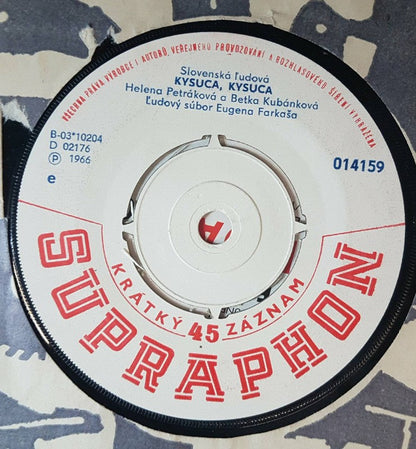 VŠECHNA PRÁVA VÝROBCE I AUTORŮ VEŘEJNÉHO PROVOZOVÁNÍ A ROZHLASOVÉHO ŠÍŘENÍ VYHRAZENA
Slovenská ľudová
KYSUCA, KYSUCA
Helena Petráková a Betka Kubánková
Ľudový súbor Eugena Farkaša
B-03*10204
D 02176
Ⓟ 1966
e
014159
KRÁTKÝ 45 ZÁZNAM
SUPRAPHON